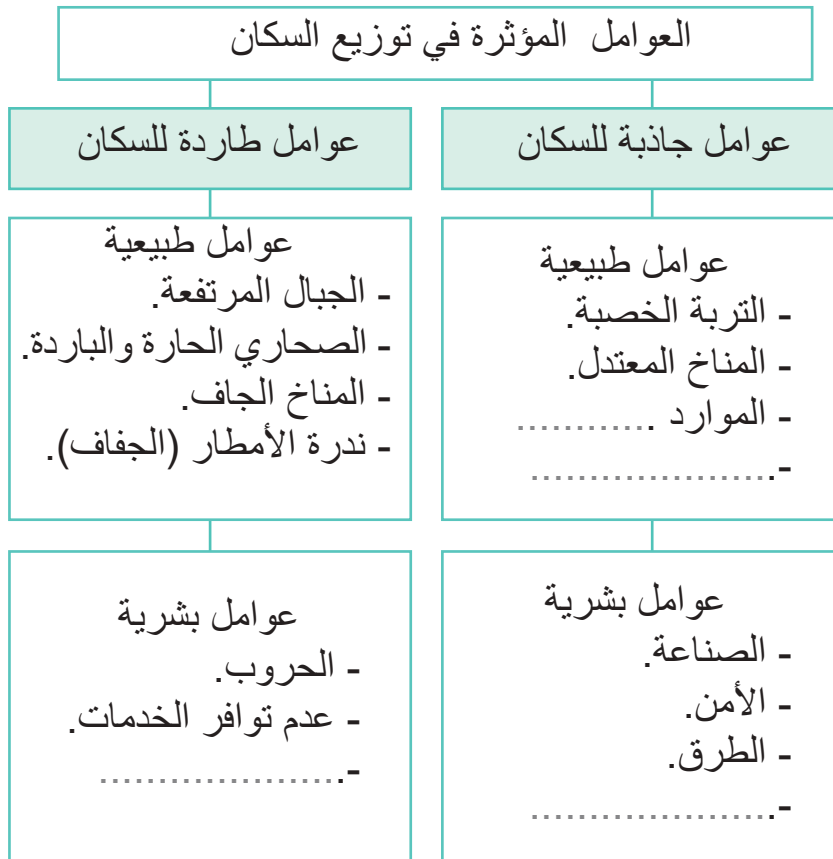 العوامل المؤثرة في توزيع السكان
عوامل جاذبة للسكان
عوامل طاردة للسكان
عوامل طبيعية
- التربة الخصبة.
- المناخ المعتدل.
- الموارد ............
-......................
عوامل طبيعية
- الجبال المرتفعة.
- الصحاري الحارة والباردة.
- المناخ الجاف.
- ندرة الأمطار (الجفاف).
عوامل بشرية
- الصناعة.
- الأمن.
- الطرق.
-......................
عوامل بشرية
- الحروب.
- عدم توافر الخدمات.
-......................